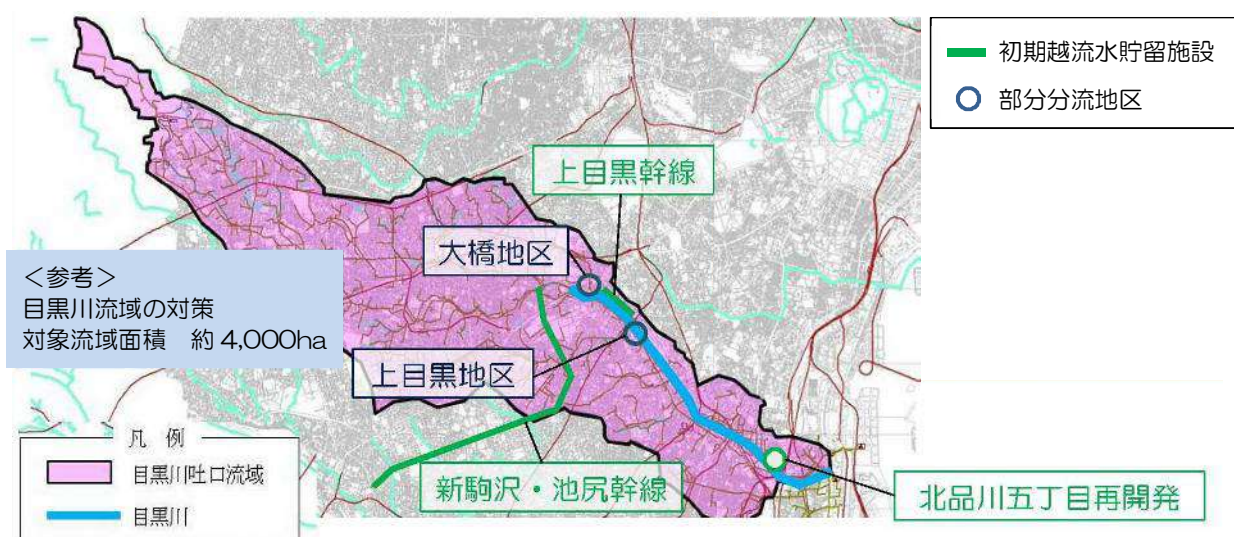 初期越流水貯留施設
部分分流地区
上目黒幹線
大橋地区
＜参考＞
目黒川流域の対策
対象流域面積　約 4,000ha
上目黒地区
凡 例
目黒川吐口流域
目黒川
新駒沢・池尻幹線
北品川五丁目再開発